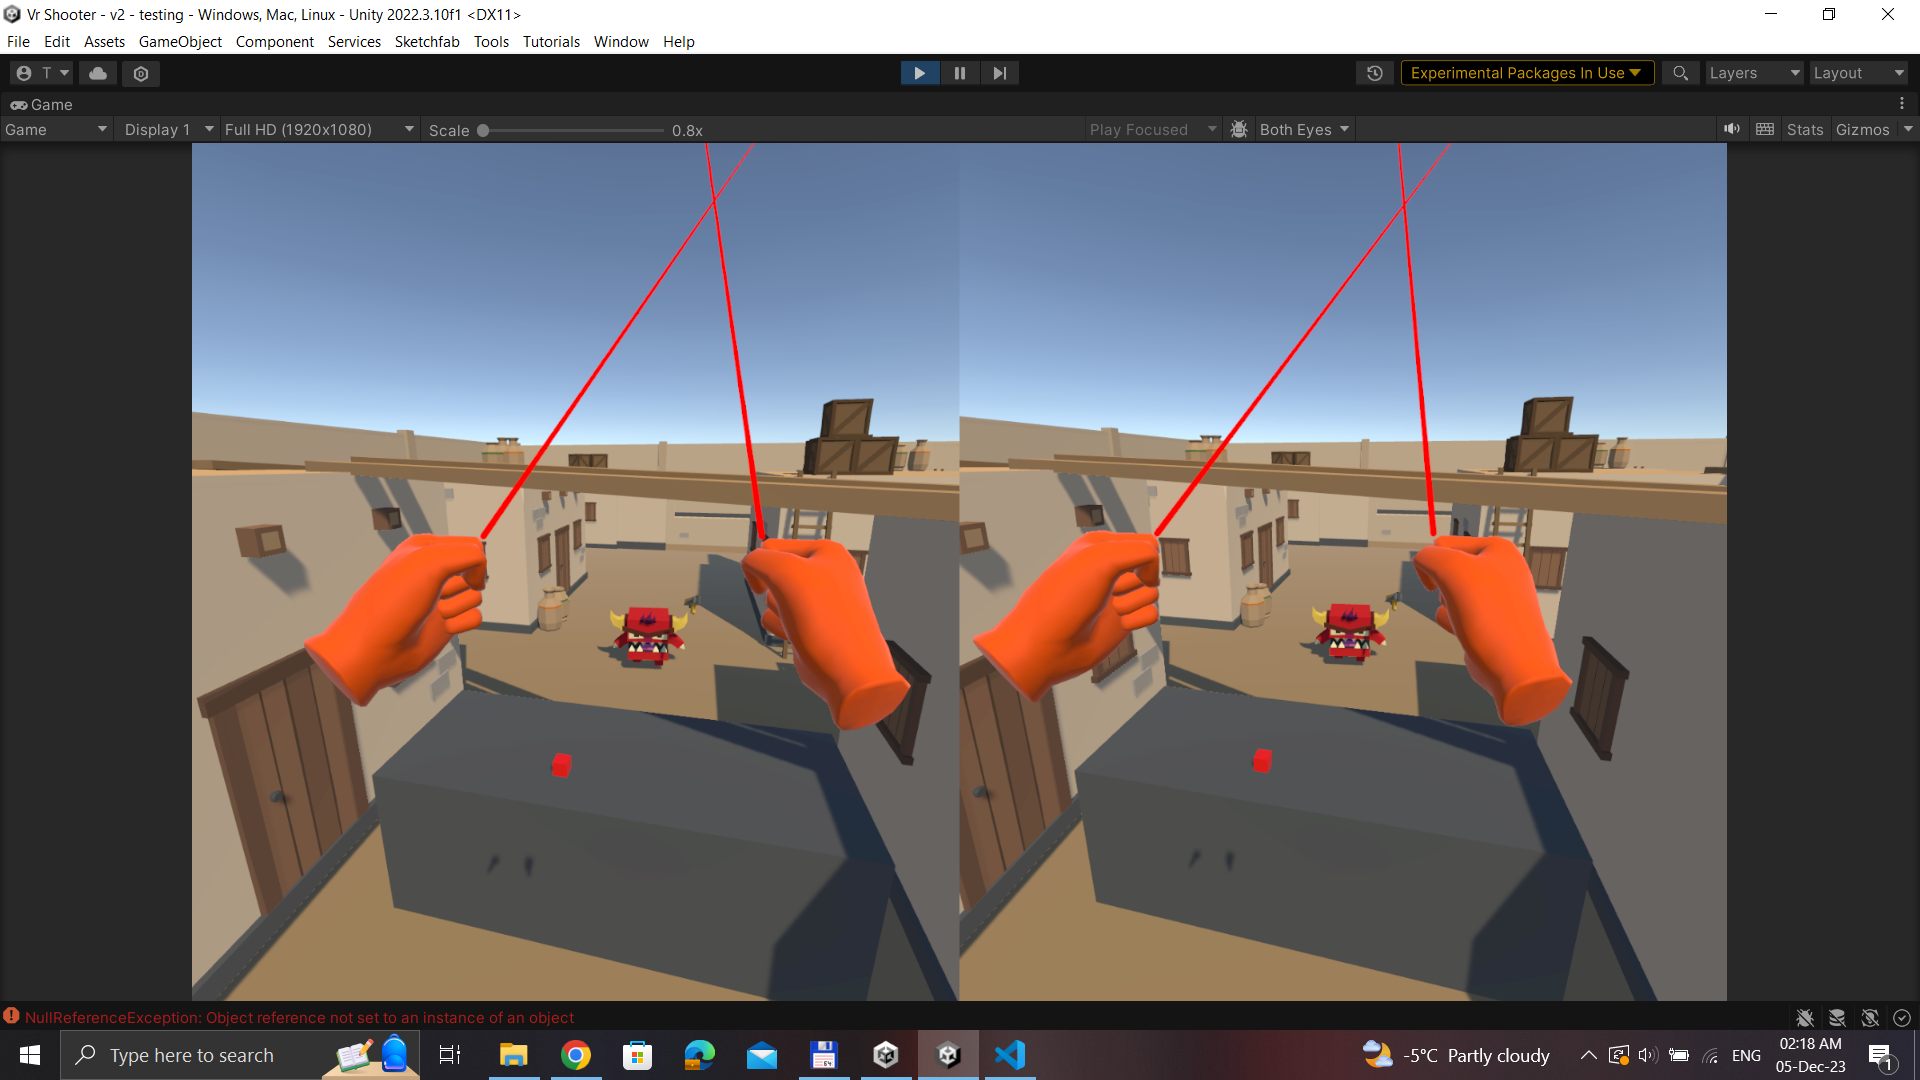 Vr Shooter - v2 - testing - Windows, Mac, Linux - Unity 2022.3.10f1 <DX11>
File Edit Assets GameObject Component Services Sketchfab Tools Tutorials Window Help
T Experimental Packages In Use Layers Layout
Game
Game Display 1 Full HD (1920x1080) Scale 0.8x Play Focused Both Eyes Stats Gizmos
NullReferenceException: Object reference not set to an instance of an object
Type here to search
-5°C Partly cloudy
ENG
02:18 AM
05-Dec-23
1